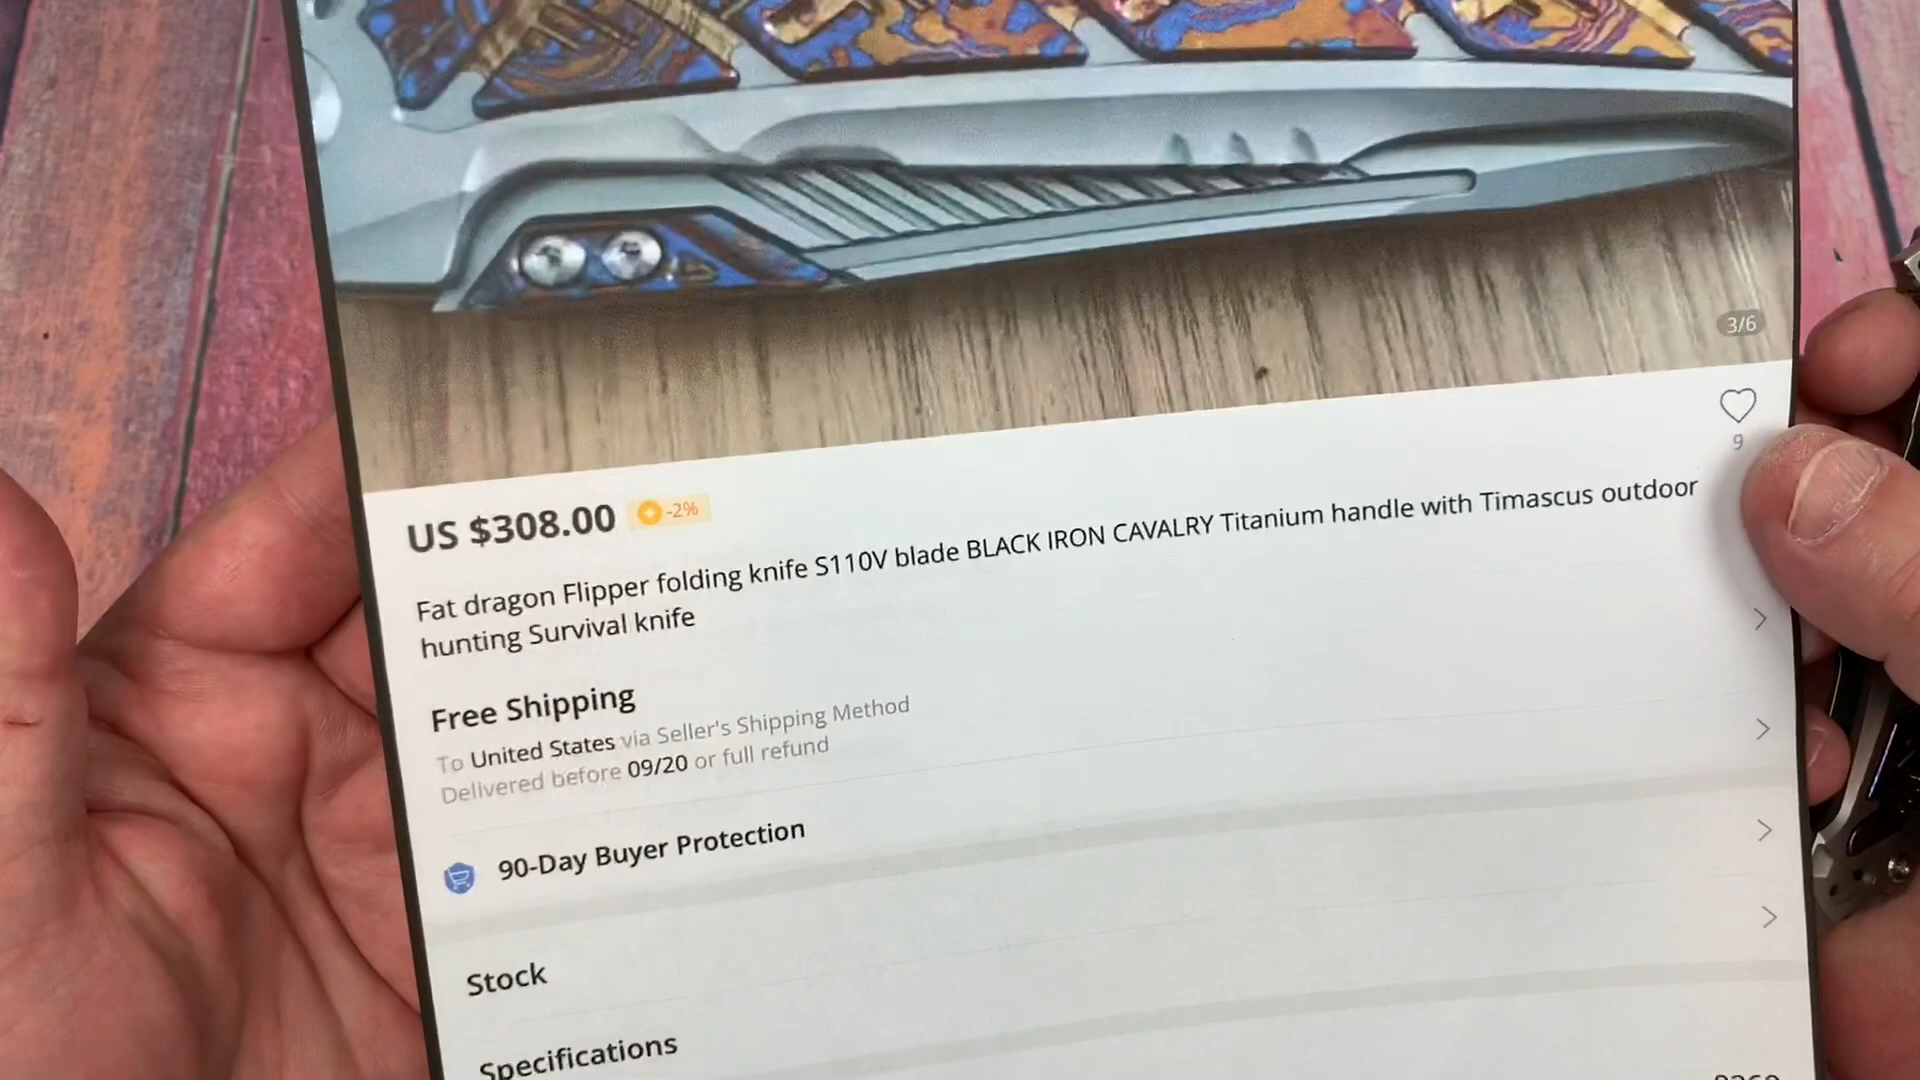 3/6
9
US $308.00 -2%
Fat dragon Flipper folding knife S110V blade BLACK IRON CAVALRY Titanium handle with Timascus outdoor
hunting Survival knife
Free Shipping
To United States via Seller's Shipping Method
Delivered before 09/20 or full refund
90-Day Buyer Protection
Stock
Specifications